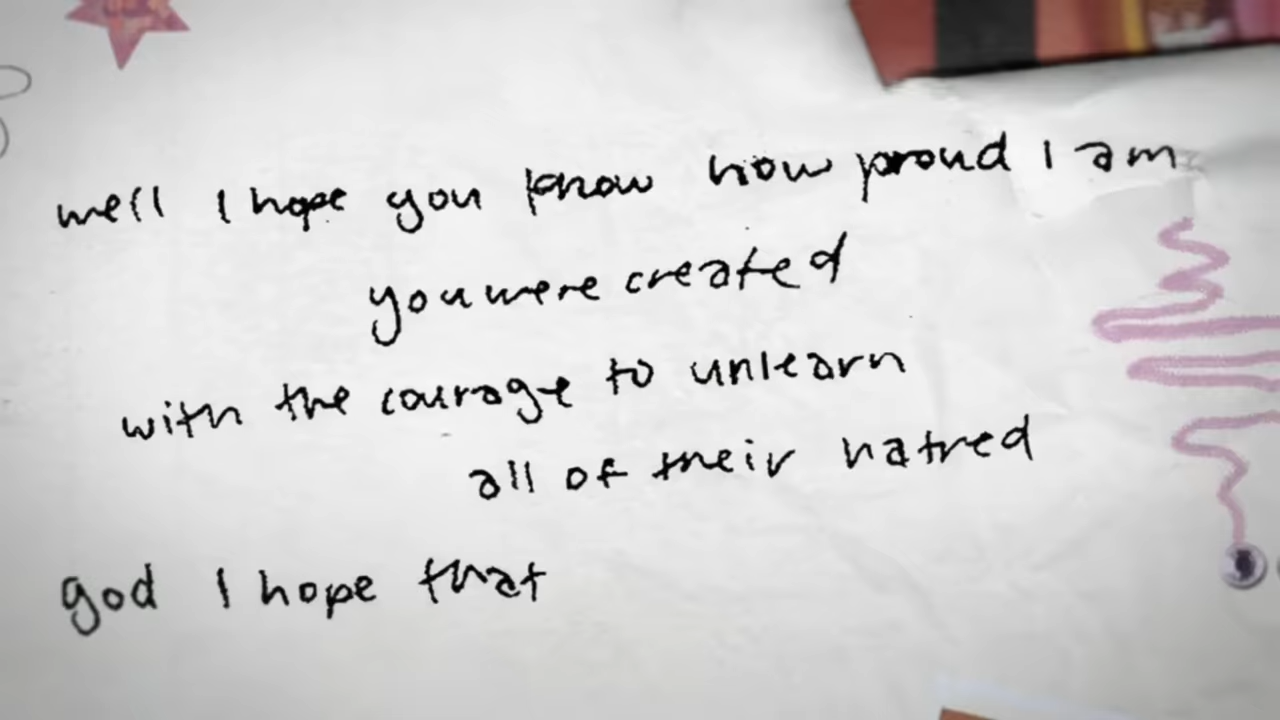 well I hope you know how proud I am
you were created
with the courage to unlearn
all of their hatred
god I hope that